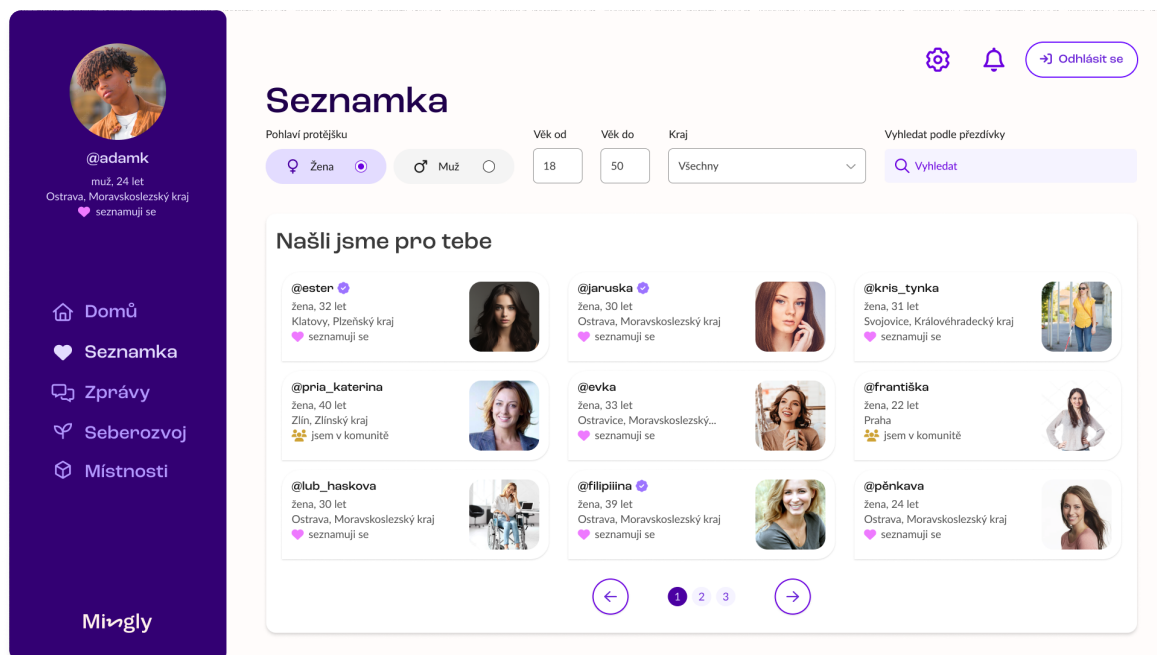 @adamk
muž, 24 let
Ostrava, Moravskoslezský kraj
seznamuji se
Domů
Seznamka
Zprávy
Seberozvoj
Místnosti
Mingly
Odhlásit se
Seznamka
Pohlaví protějšku
Žena
Muž
Věk od
18
Věk do
50
Kraj
Všechny
Vyhledat podle přezdívky
Vyhledat
Našli jsme pro tebe
@ester
žena, 32 let
Klatovy, Plzeňský kraj
seznamuji se
@jaruska
žena, 30 let
Ostrava, Moravskoslezský kraj
seznamuji se
@kris_tynka
žena, 31 let
Svojovice, Královéhradecký kraj
seznamuji se
@pria_katerina
žena, 40 let
Zlín, Zlínský kraj
jsem v komunitě
@evka
žena, 33 let
Ostravice, Moravskoslezský...
seznamuji se
@františka
žena, 22 let
Praha
jsem v komunitě
@lub_haskova
žena, 30 let
Ostrava, Moravskoslezský kraj
seznamuji se
@filipiiina
žena, 39 let
Ostrava, Moravskoslezský kraj
seznamuji se
@pěnkava
žena, 24 let
Ostrava, Moravskoslezský kraj
seznamuji se
1 2 3